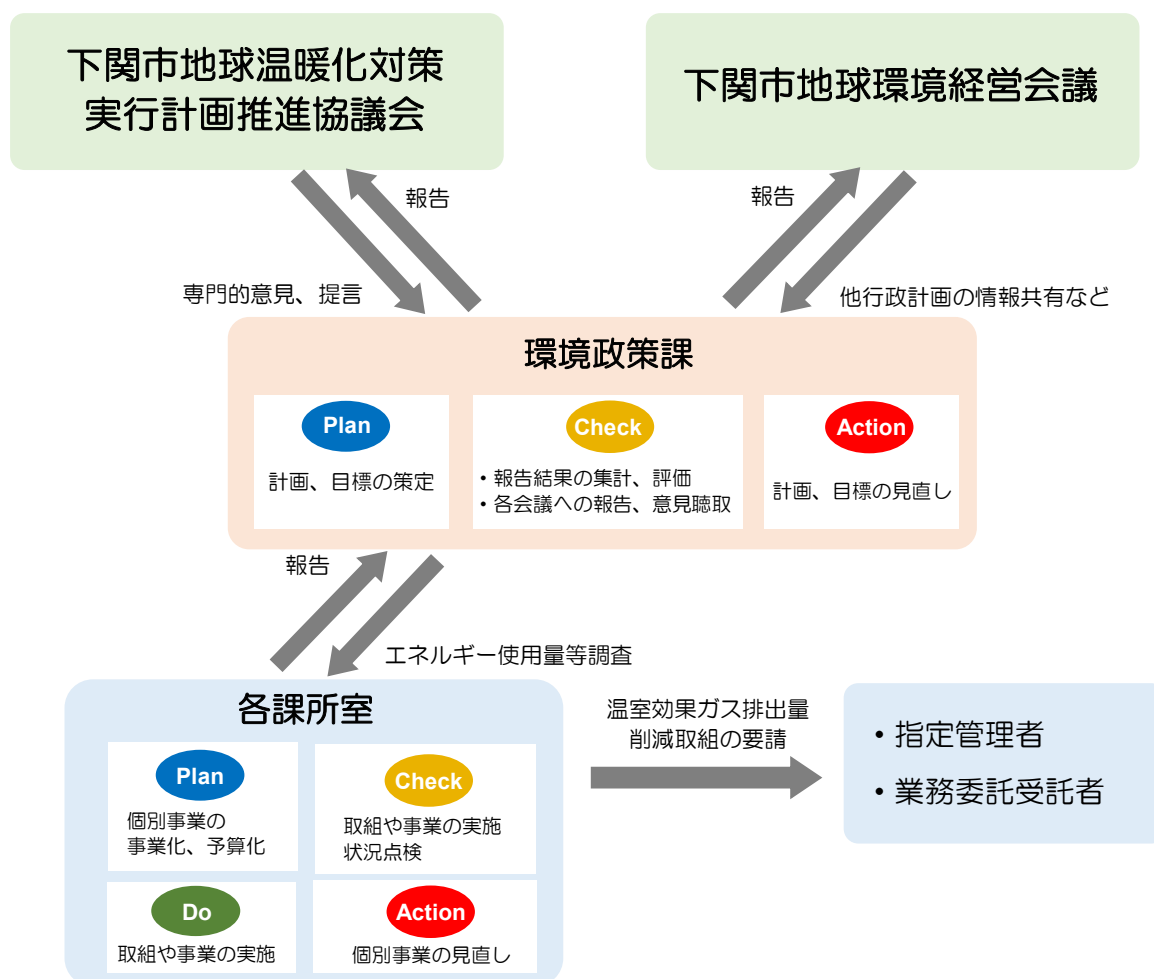 下関市地球温暖化対策
実行計画推進協議会
下関市地球環境経営会議
報告
報告
専門的意見、提言
他行政計画の情報共有など
環境政策課
Plan
計画、目標の策定
Check
・報告結果の集計、評価
・各会議への報告、意見聴取
Action
計画、目標の見直し
報告
エネルギー使用量等調査
各課所室
Plan
個別事業の
事業化、予算化
Check
取組や事業の実施
状況点検
Do
取組や事業の実施
Action
個別事業の見直し
温室効果ガス排出量
削減取組の要請
・指定管理者
・業務委託受託者